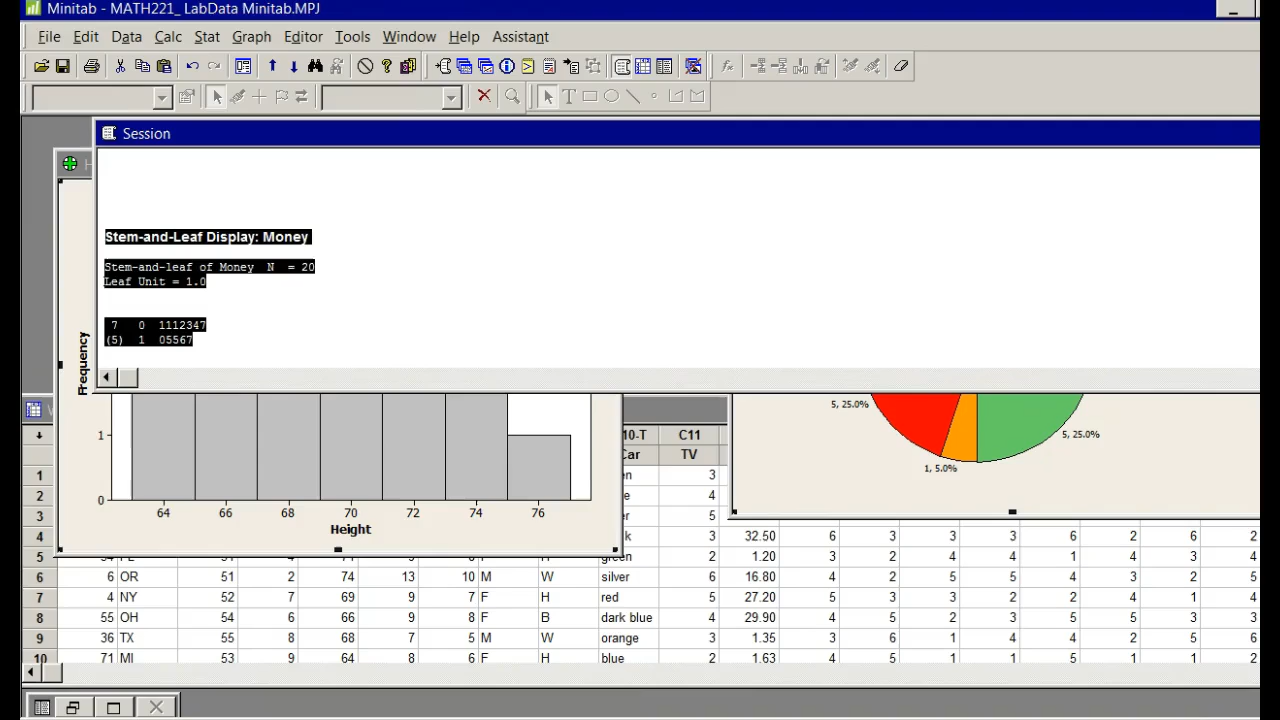 Minitab - MATH221_ LabData Minitab.MPJ
File Edit Data Calc Stat Graph Editor Tools Window Help Assistant
Session
Stem-and-Leaf Display: Money
Stem-and-leaf of Money N = 20
Leaf Unit = 1.0
7 0 1112347
(5) 1 05567
Frequency
1
0
64 66 68 70 72 74 76
Height
5, 25.0%
5, 25.0%
1, 5.0%
10-T C11
Car TV
1 en 3
2 e 4
3 er 5
4 k 3 32.50 6 3 3 3 6 2 6 2
5 green 2 1.20 3 2 4 4 1 4 3 4
6 6 OR 51 2 74 13 10 M W silver 6 16.80 4 2 5 5 4 3 2 5
7 4 NY 52 7 69 9 7 F H red 5 27.20 5 3 3 2 2 4 1 4
8 55 OH 54 6 66 9 8 F B dark blue 4 29.90 4 5 2 3 5 5 3 3
9 36 TX 55 8 68 7 5 M W orange 3 1.35 3 6 1 4 4 2 5 6
10 71 MI 53 9 64 8 6 F H blue 2 1.63 4 5 1 1 5 1 1 2